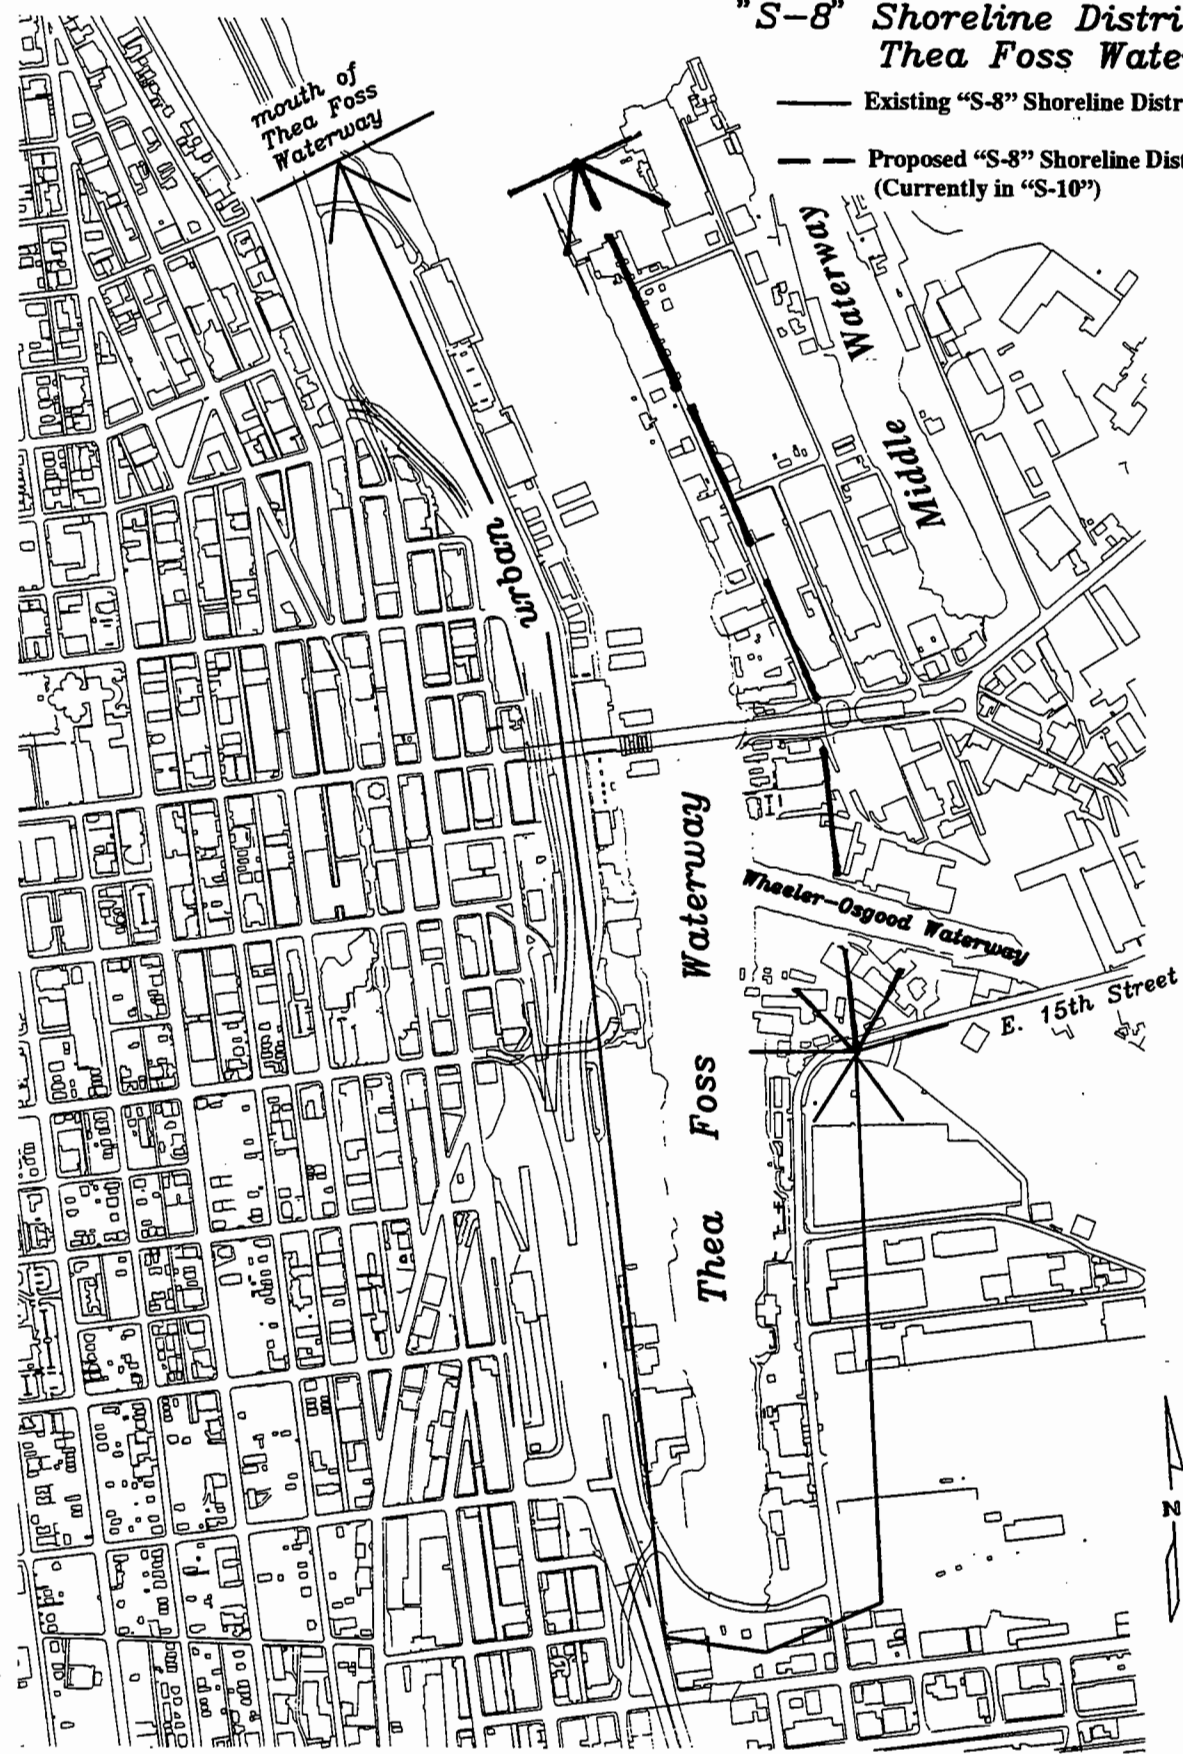 "S-8" Shoreline Distri
Thea Foss Wate
Existing “S-8” Shoreline Distr
Proposed “S-8” Shoreline Dist
(Currently in “S-10”)
mouth of
Thea Foss
Waterway
Middle Waterway
urban
Thea Foss Waterway
Wheeler-Osgood Waterway
E. 15th Street
N